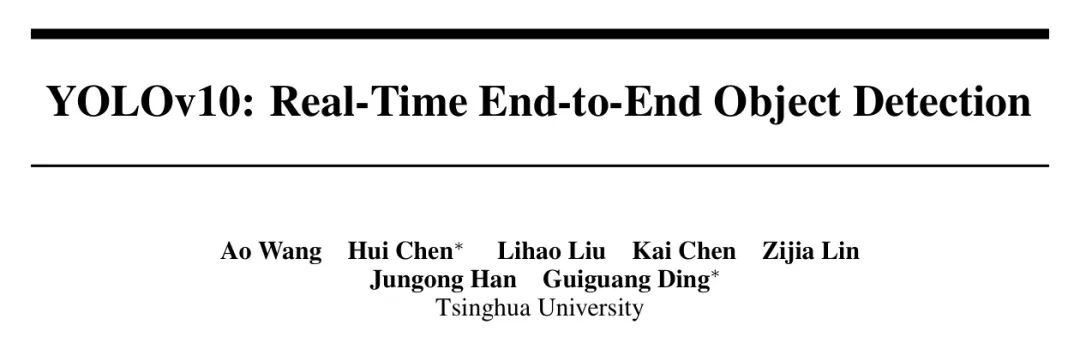 YOLOv10: Real-Time End-to-End Object Detection
Ao Wang Hui Chen* Lihao Liu Kai Chen Zijia Lin
Jungong Han Guiguang Ding*
Tsinghua University